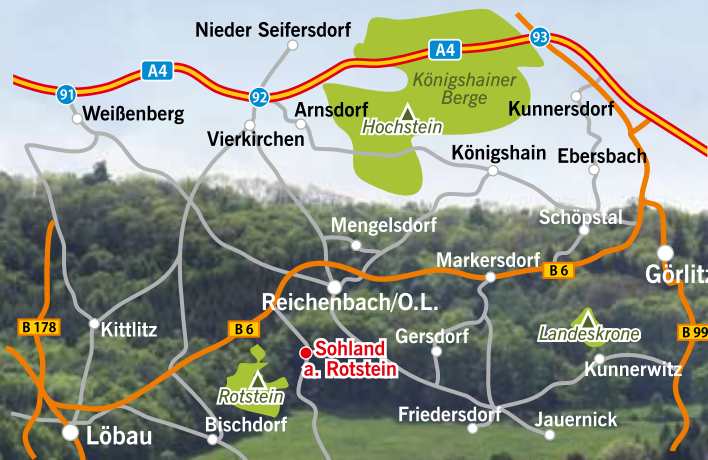 Nieder Seifersdorf
93
A4
A4
91
92
Königshainer
Berge
Weißenberg
Arnsdorf
Kunnersdorf
Vierkirchen
Hochstein
Königshain
Ebersbach
Mengelsdorf
Schöpstal
Markersdorf
B 6
Görlitz
Reichenbach/O.L.
B 178
Kittlitz
B 6
Gersdorf
Landeskrone
B 99
Sohland
a. Rotstein
Kunnerwitz
Rotstein
Friedersdorf
Jauernick
Löbau
Bischdorf